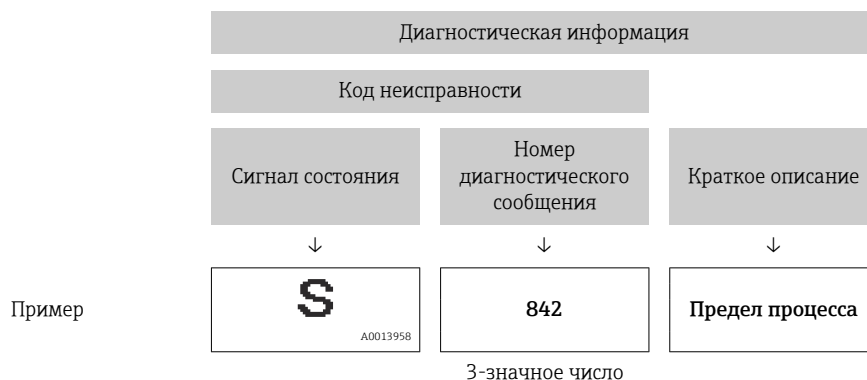 Диагностическая информация
Код неисправности
Сигнал состояния
Номер
диагностического
сообщения
Краткое описание
↓ ↓ ↓
Пример
S
A0013958
842
Предел процесса
3-значное число